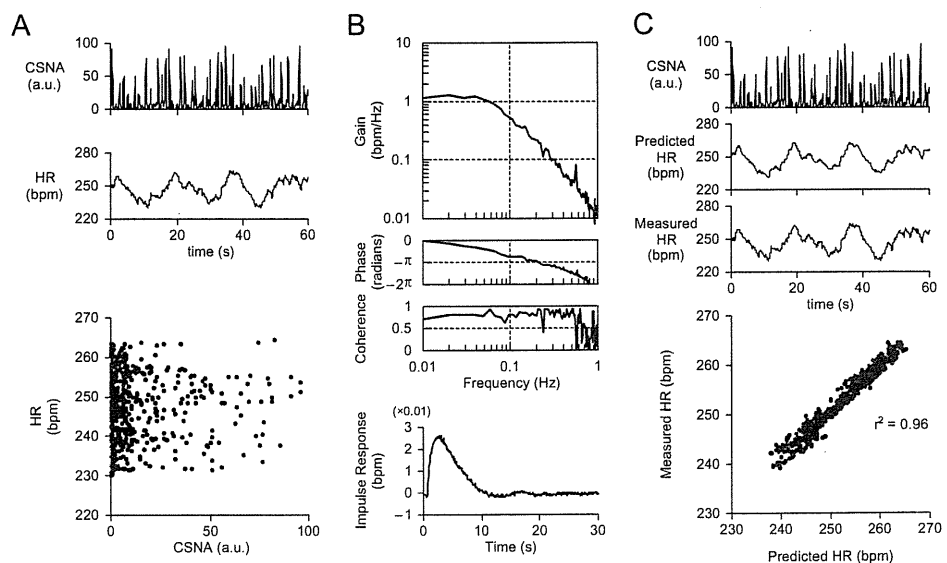 A
CSNA
(a.u.)
100
50
0
HR
(bpm)
280
250
220
0 20 40 60
time (s)
HR
(bpm)
270
260
250
240
230
220
0 50 100
CSNA (a.u.)
B
Gain
(bpm/Hz)
10
1
0.1
0.01
Phase
(radians)
0
−π
−2π
Coherence
1
0.5
0
0.01 0.1 1
Frequency (Hz)
Impulse Response
(bpm)
(×0.01)
3
2
1
0
−1
0 10 20 30
Time (s)
C
CSNA
(a.u.)
100
50
0
Predicted
HR
(bpm)
280
250
220
Measured
HR
(bpm)
280
250
220
0 20 40 60
time (s)
Measured HR (bpm)
270
260
250
240
230
r² = 0.96
230 240 250 260 270
Predicted HR (bpm)